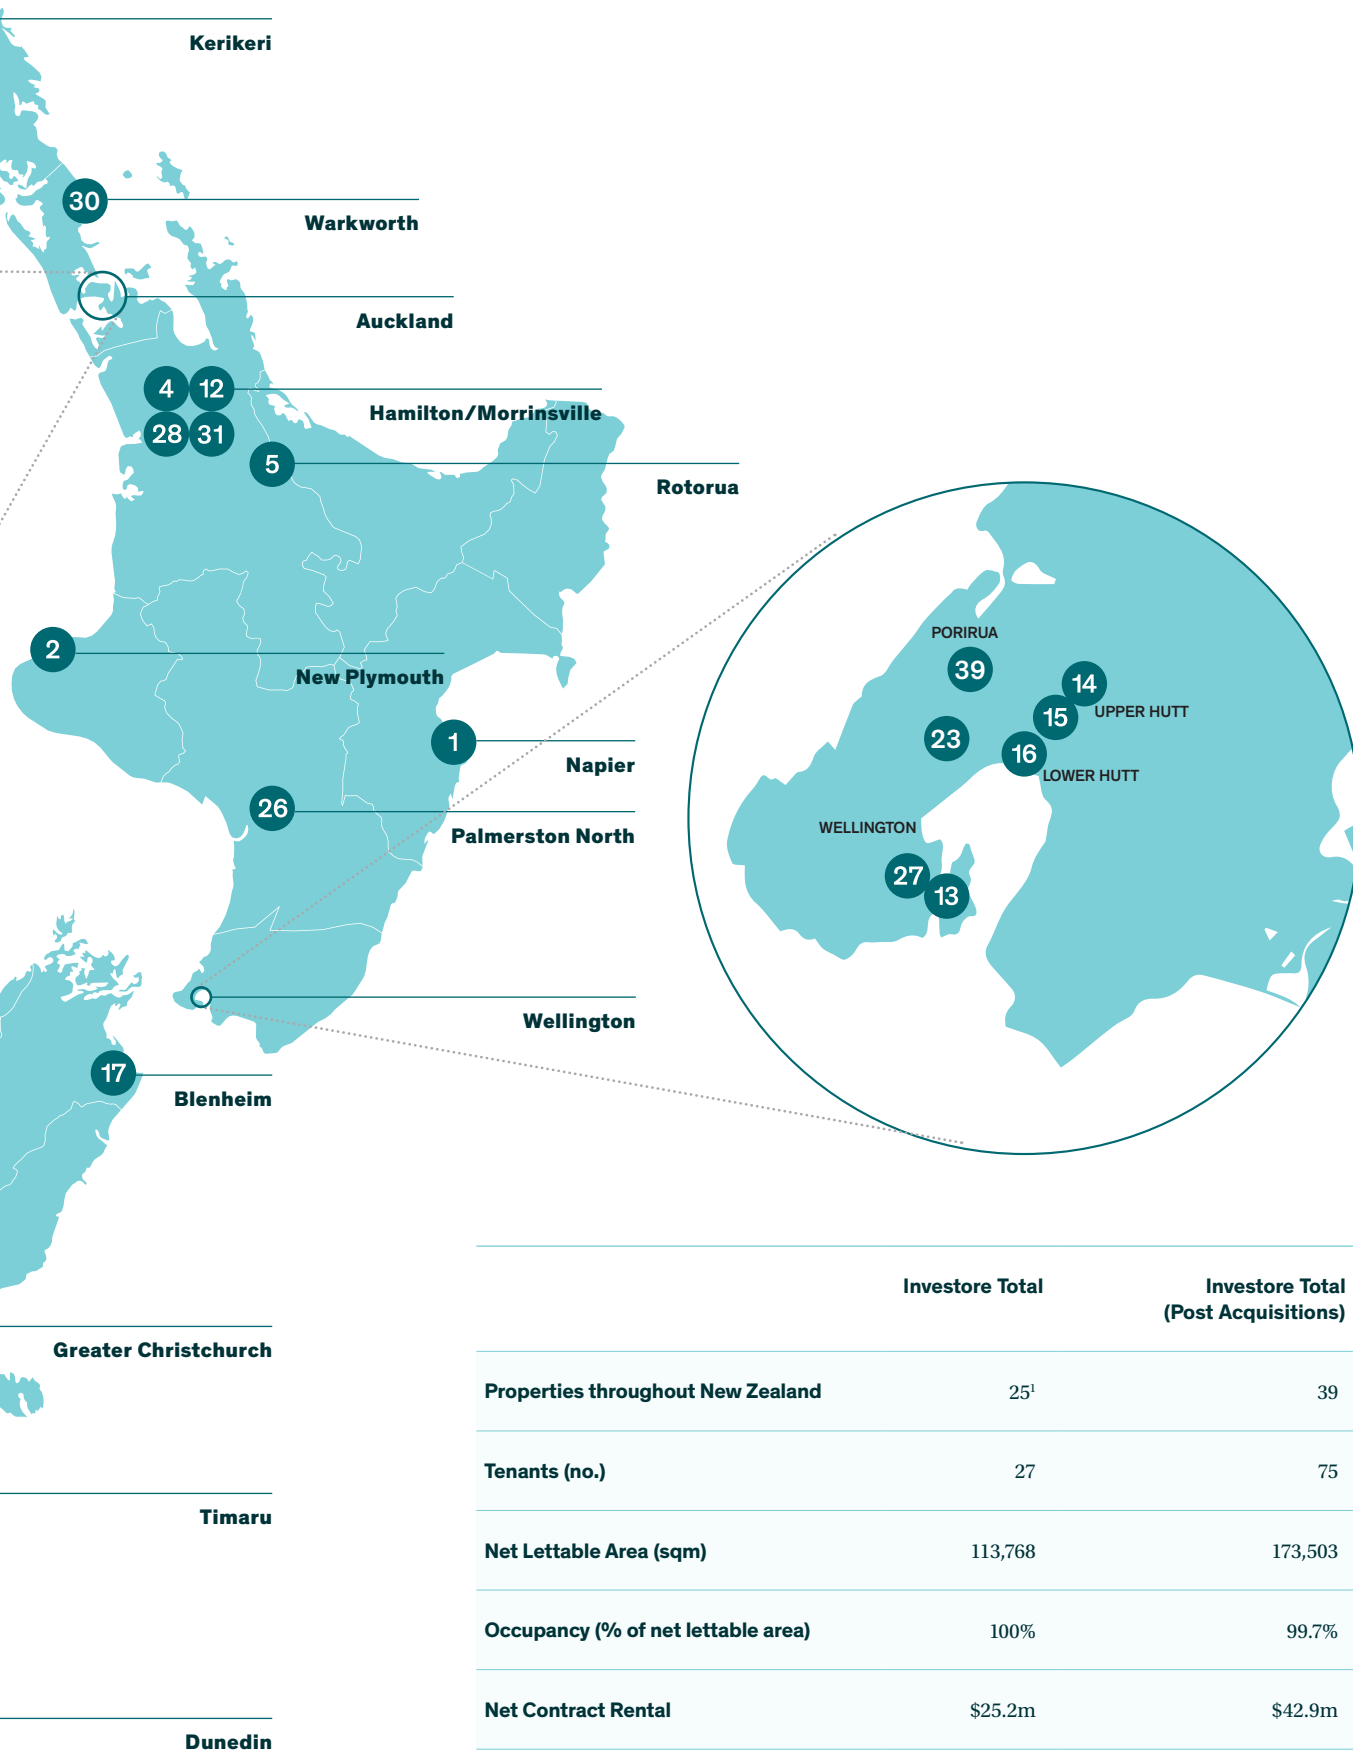 Kerikeri
30
Warkworth
Auckland
4 12
Hamilton/Morrinsville
28 31
5
Rotorua
2
New Plymouth
1
Napier
26
Palmerston North
Wellington
17
Blenheim
PORIRUA
39
14
15
UPPER HUTT
23
16
LOWER HUTT
WELLINGTON
27
13
Greater Christchurch
Timaru
Dunedin
Investore Total Investore Total
(Post Acquisitions)
Properties throughout New Zealand 25¹ 39
Tenants (no.) 27 75
Net Lettable Area (sqm) 113,768 173,503
Occupancy (% of net lettable area) 100% 99.7%
Net Contract Rental $25.2m $42.9m